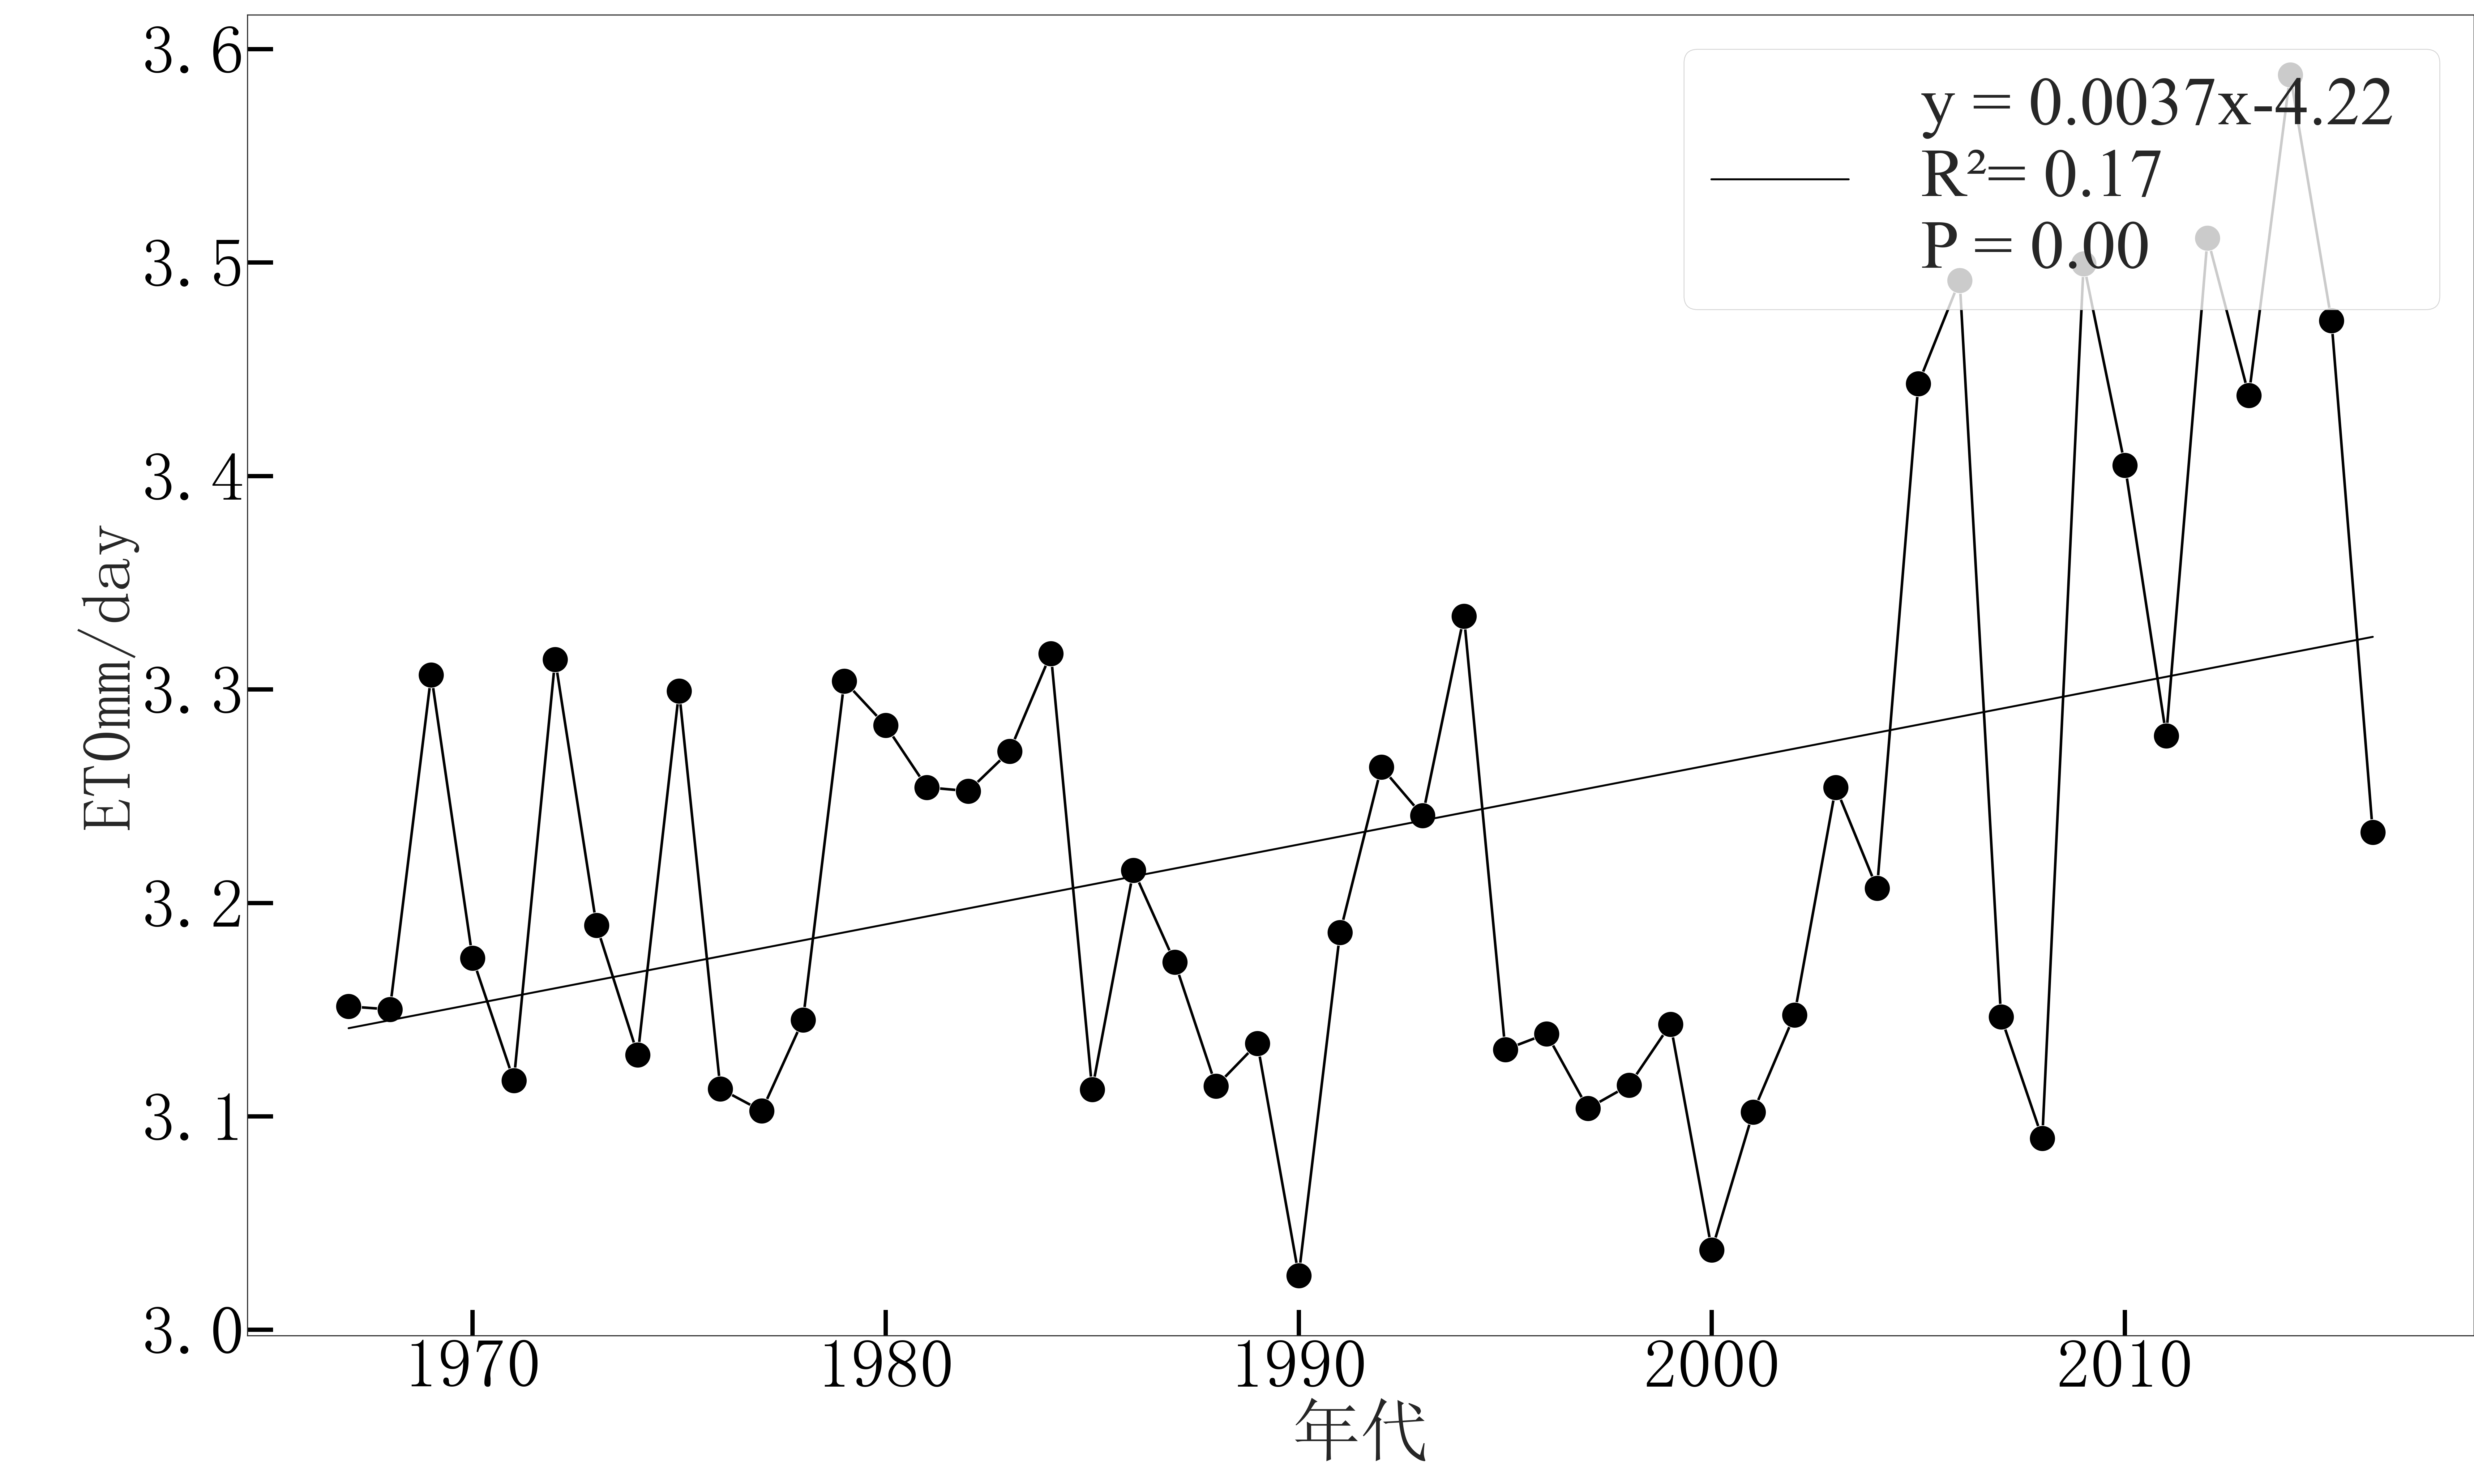 3.6
3.5
3.4
3.3
3.2
3.1
3.0
ET0mm/day
y = 0.0037x-4.22
R²= 0.17
P = 0.00
1970
1980
1990
2000
2010
年代